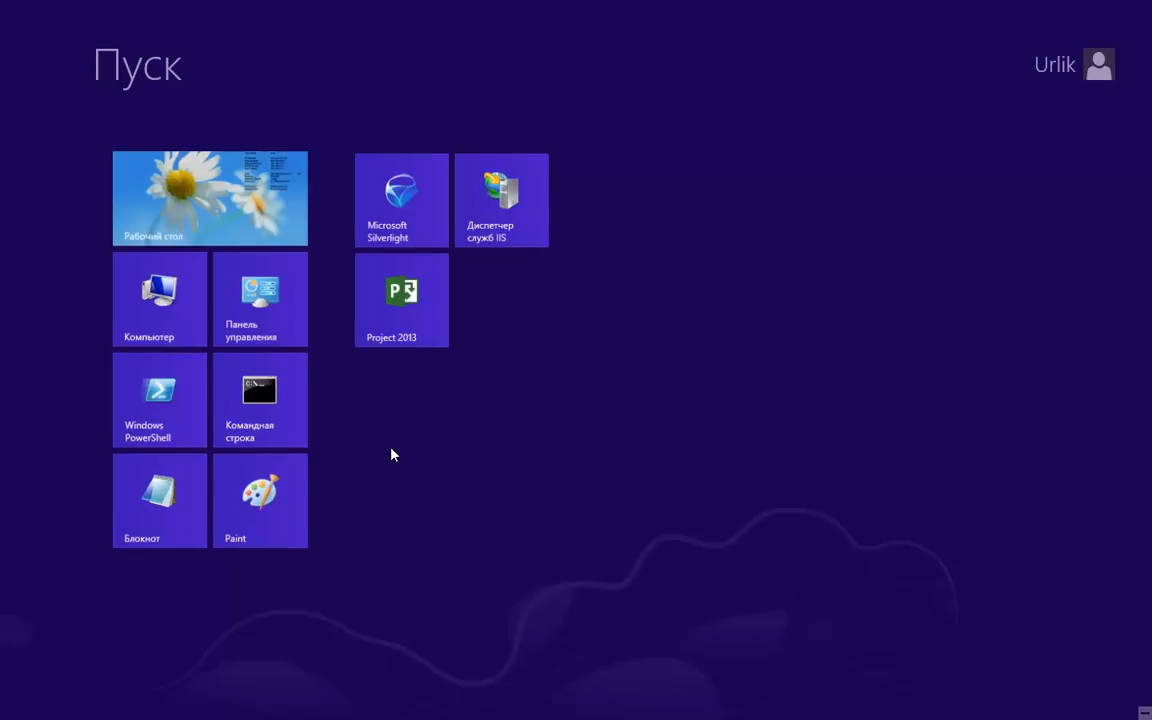 Пуск
Urlik
Рабочий стол
Microsoft
Silverlight
Диспетчер
служб IIS
Компьютер
Панель
управления
Project 2013
Windows
PowerShell
Командная
строка
Блокнот
Paint